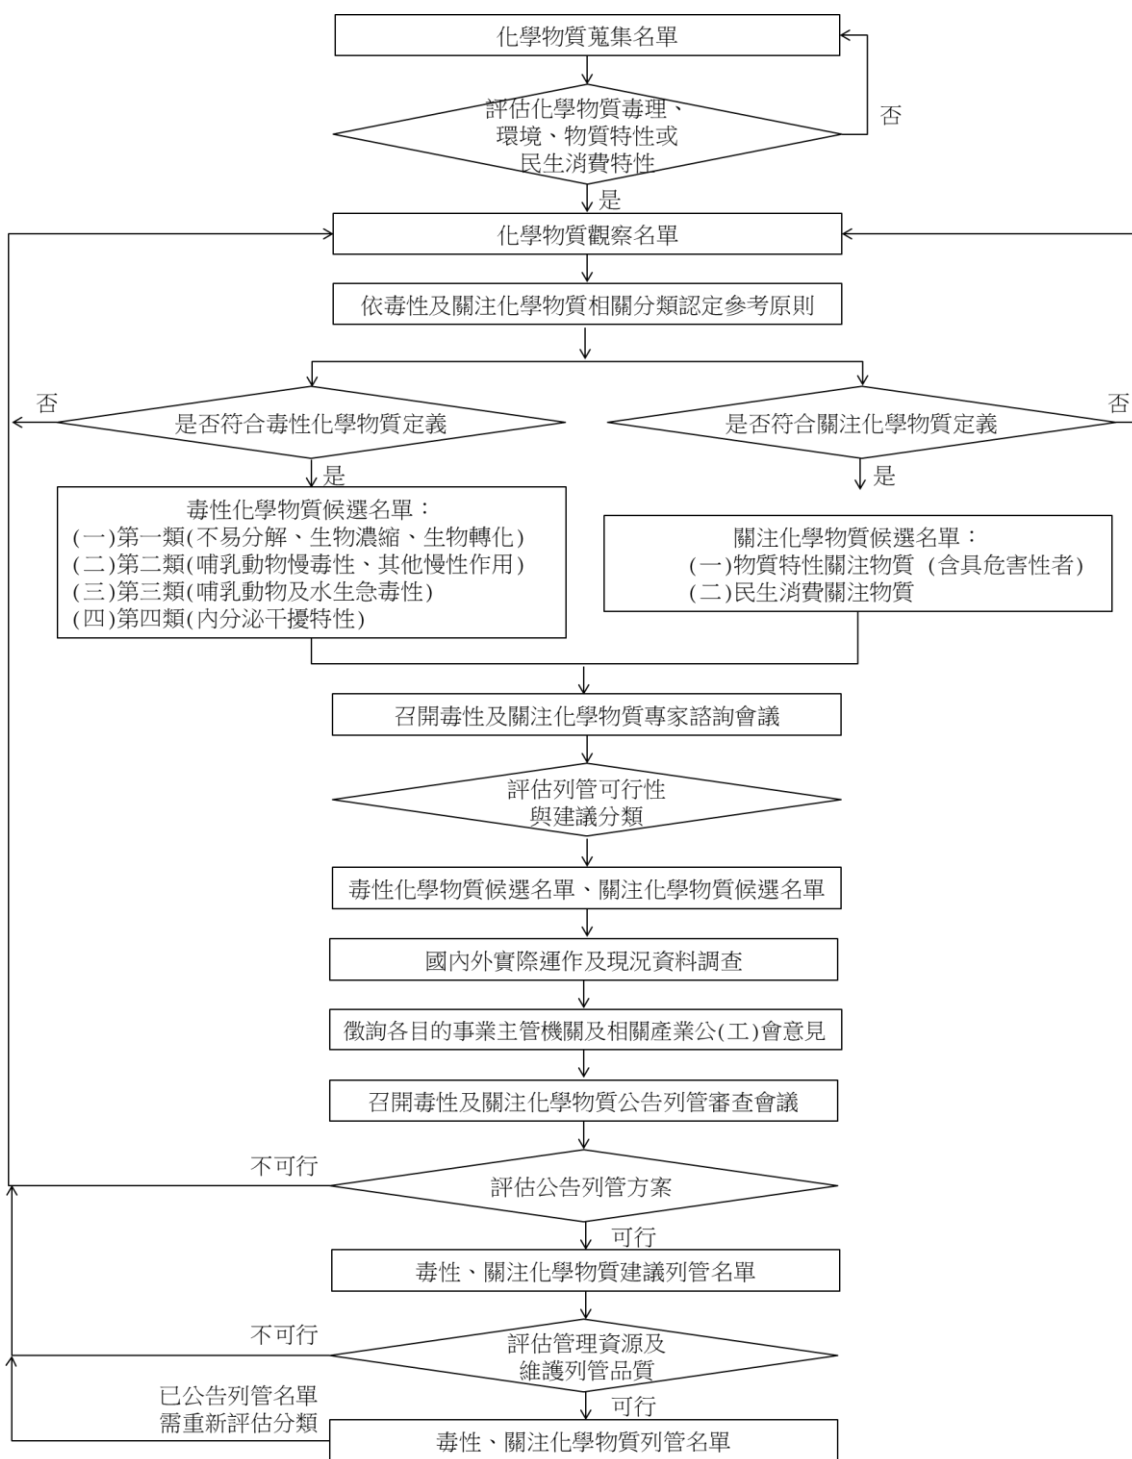 化學物質蒐集名單
評估化學物質毒理、
環境、物質特性或
民生消費特性
否
是
化學物質觀察名單
依毒性及關注化學物質相關分類認定參考原則
否
是否符合毒性化學物質定義
是否符合關注化學物質定義
否
是
是
毒性化學物質候選名單：
(一)第一類(不易分解、生物濃縮、生物轉化)
(二)第二類(哺乳動物慢毒性、其他慢性作用)
(三)第三類(哺乳動物及水生急毒性)
(四)第四類(內分泌干擾特性)
關注化學物質候選名單：
(一)物質特性關注物質 (含具危害性者)
(二)民生消費關注物質
召開毒性及關注化學物質專家諮詢會議
評估列管可行性
與建議分類
毒性化學物質候選名單、關注化學物質候選名單
國內外實際運作及現況資料調查
徵詢各目的事業主管機關及相關產業公(工)會意見
召開毒性及關注化學物質公告列管審查會議
不可行
評估公告列管方案
可行
毒性、關注化學物質建議列管名單
不可行
評估管理資源及
維護列管品質
可行
已公告列管名單
需重新評估分類
毒性、關注化學物質列管名單